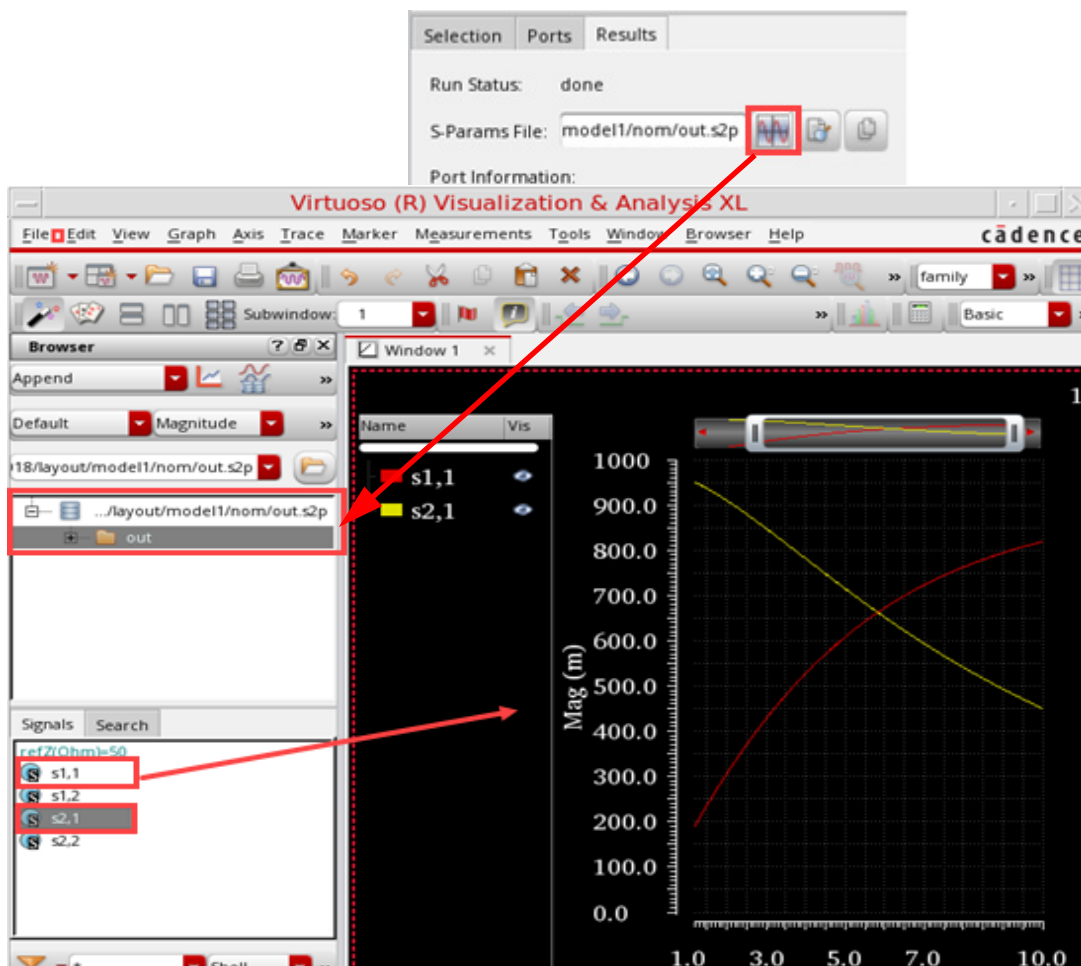 Selection Ports Results
Run Status: done
S-Params File: model1/nom/out.s2p
Port Information:
Virtuoso (R) Visualization & Analysis XL
File Edit View Graph Axis Trace Marker Measurements Tools Window Browser Help cādence
» family »
Subwindow: 1 » Basic
Browser ? ×
Window 1 ×
Append »
Default Magnitude »
Name Vis
18/layout/model1/nom/out.s2p
s1,1
s2,1
.../layout/model1/nom/out.s2p
out
1000
900.0
800.0
700.0
600.0
500.0
400.0
300.0
200.0
100.0
0.0
Mag (m)
1.0 3.0 5.0 7.0 10.0
1
Signals Search
refZ(Ohm)=50
s1,1
s1,2
s2,1
s2,2